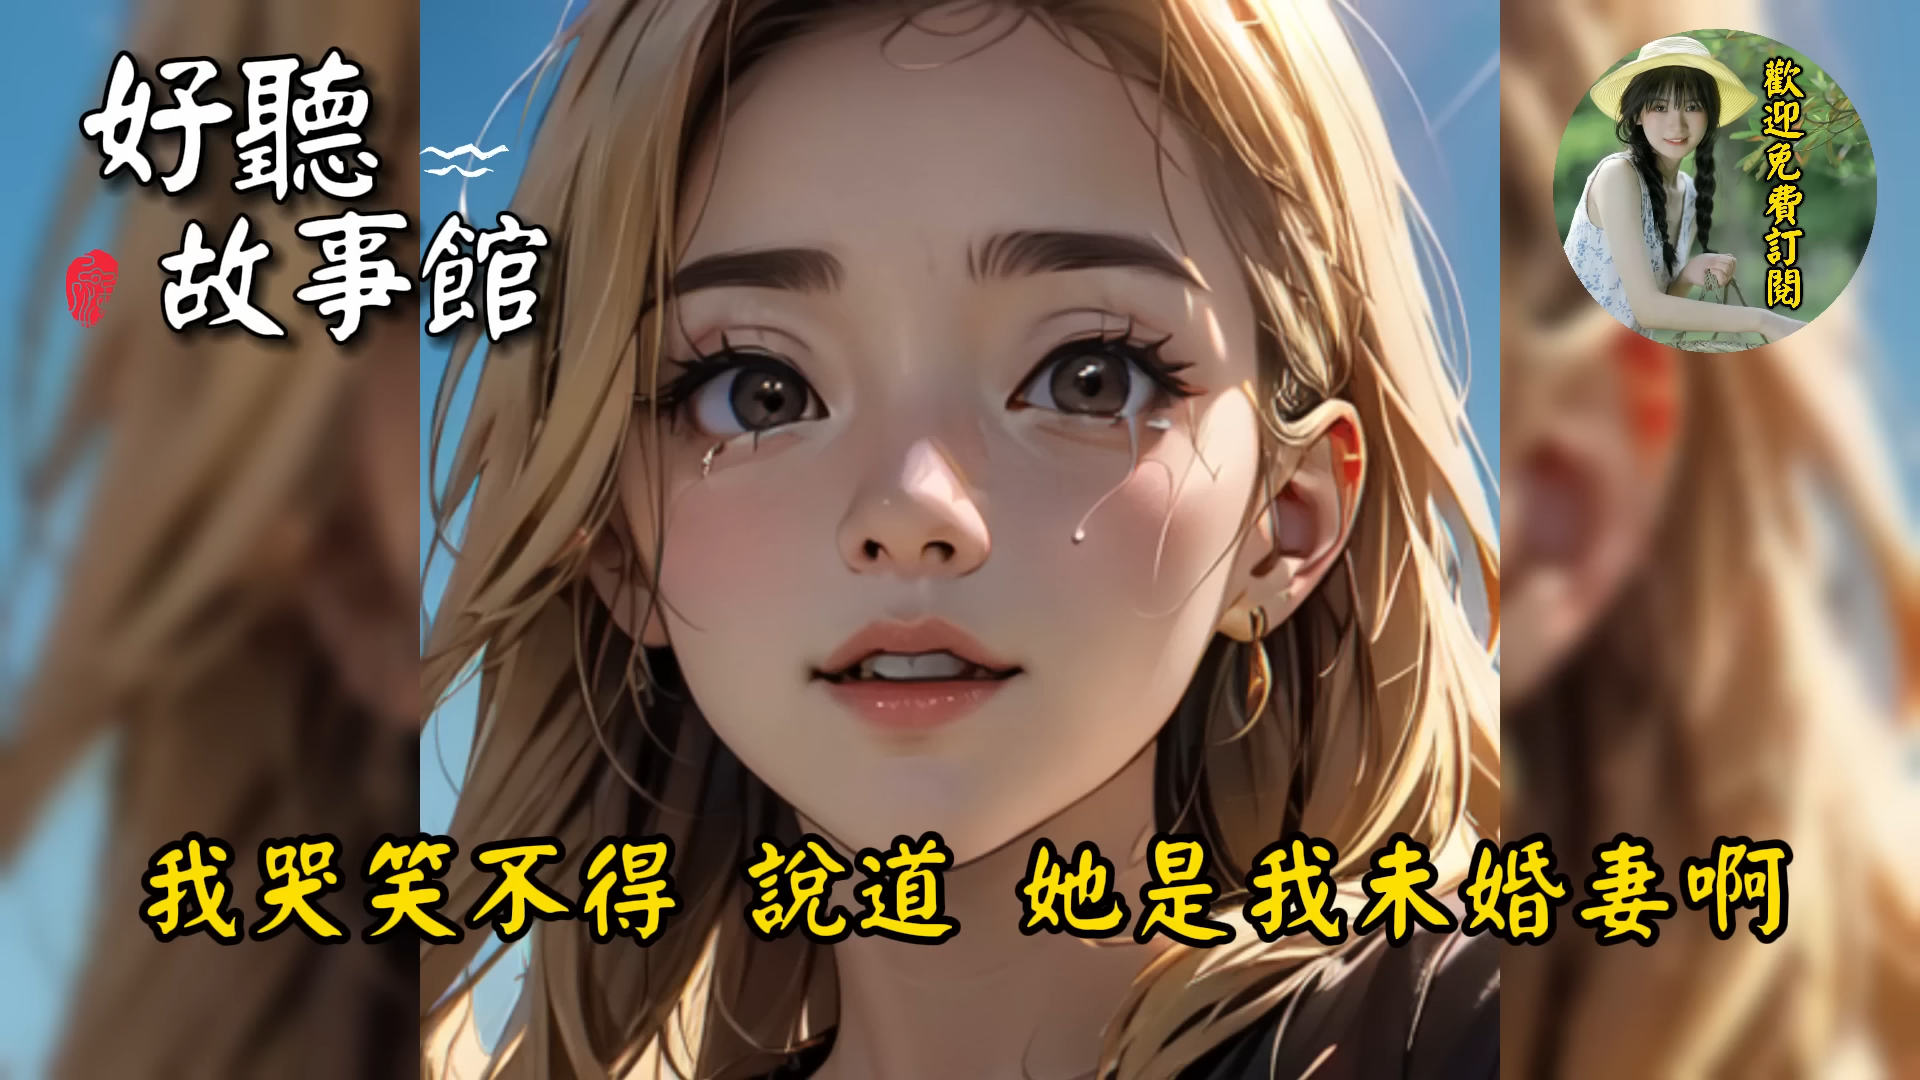 好聽
故事館
歡迎免費訂閱
我哭笑不得 說道 她是我未婚妻啊